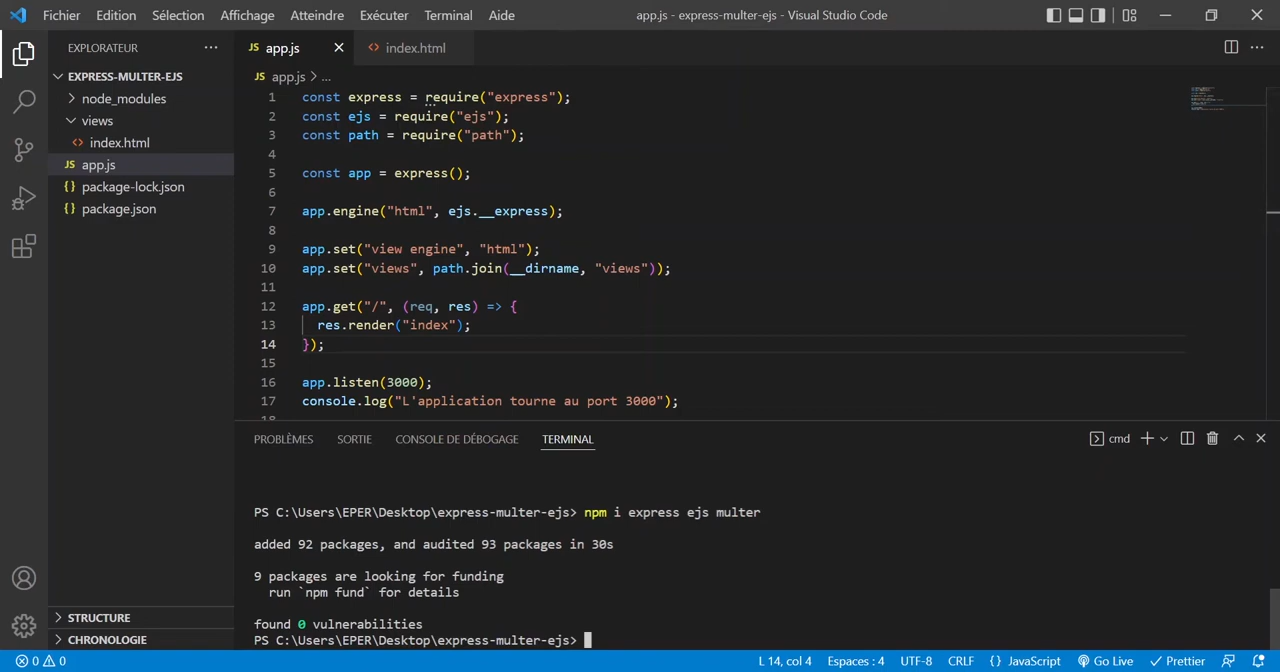 Fichier Edition Sélection Affichage Atteindre Exécuter Terminal Aide app.js - express-multer-ejs - Visual Studio Code
EXPLORATEUR ···
EXPRESS-MULTER-EJS
node_modules
views
<> index.html
JS app.js
{} package-lock.json
{} package.json
STRUCTURE
CHRONOLOGIE
JS app.js <> index.html
JS app.js > ...
1 const express = require("express");
2 const ejs = require("ejs");
3 const path = require("path");
4
5 const app = express();
6
7 app.engine("html", ejs.__express);
8
9 app.set("view engine", "html");
10 app.set("views", path.join(__dirname, "views"));
11
12 app.get("/", (req, res) => {
13 res.render("index");
14 });
15
16 app.listen(3000);
17 console.log("L'application tourne au port 3000");
18
PROBLÈMES SORTIE CONSOLE DE DÉBOGAGE TERMINAL cmd
PS C:\Users\EPER\Desktop\express-multer-ejs> npm i express ejs multer
added 92 packages, and audited 93 packages in 30s
9 packages are looking for funding
run `npm fund` for details
found 0 vulnerabilities
PS C:\Users\EPER\Desktop\express-multer-ejs>
0 0 L 14, col 4 Espaces : 4 UTF-8 CRLF {} JavaScript Go Live Prettier